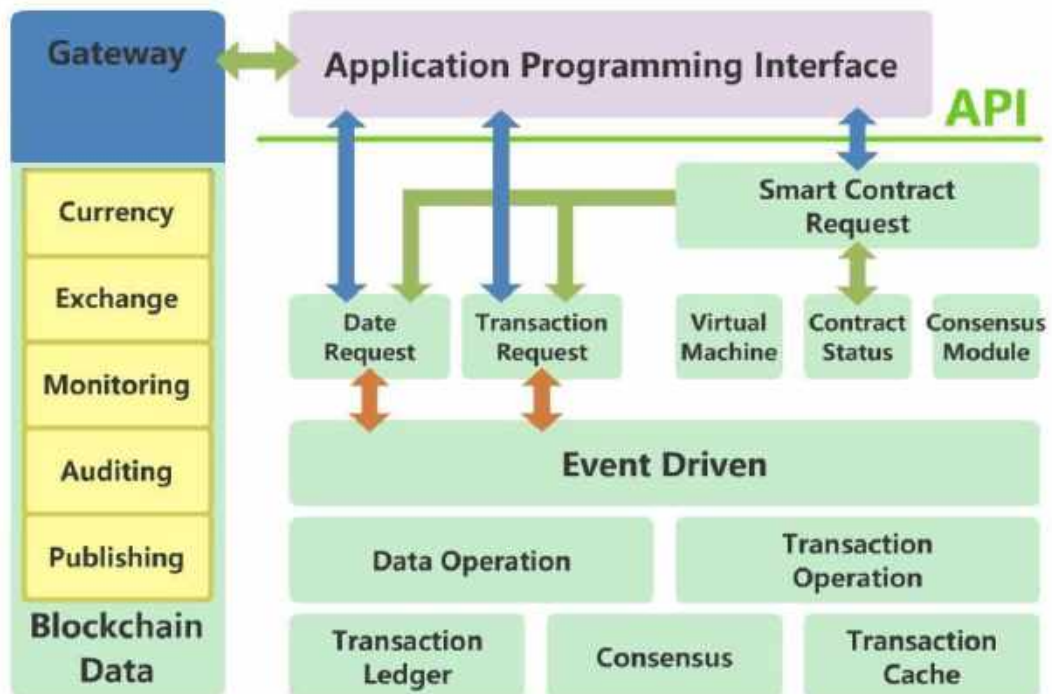 Gateway
Application Programming Interface
API
Currency
Exchange
Monitoring
Auditing
Publishing
Blockchain
Data
Smart Contract
Request
Date
Request
Transaction
Request
Virtual
Machine
Contract
Status
Consensus
Module
Event Driven
Data Operation
Transaction
Operation
Transaction
Ledger
Consensus
Transaction
Cache